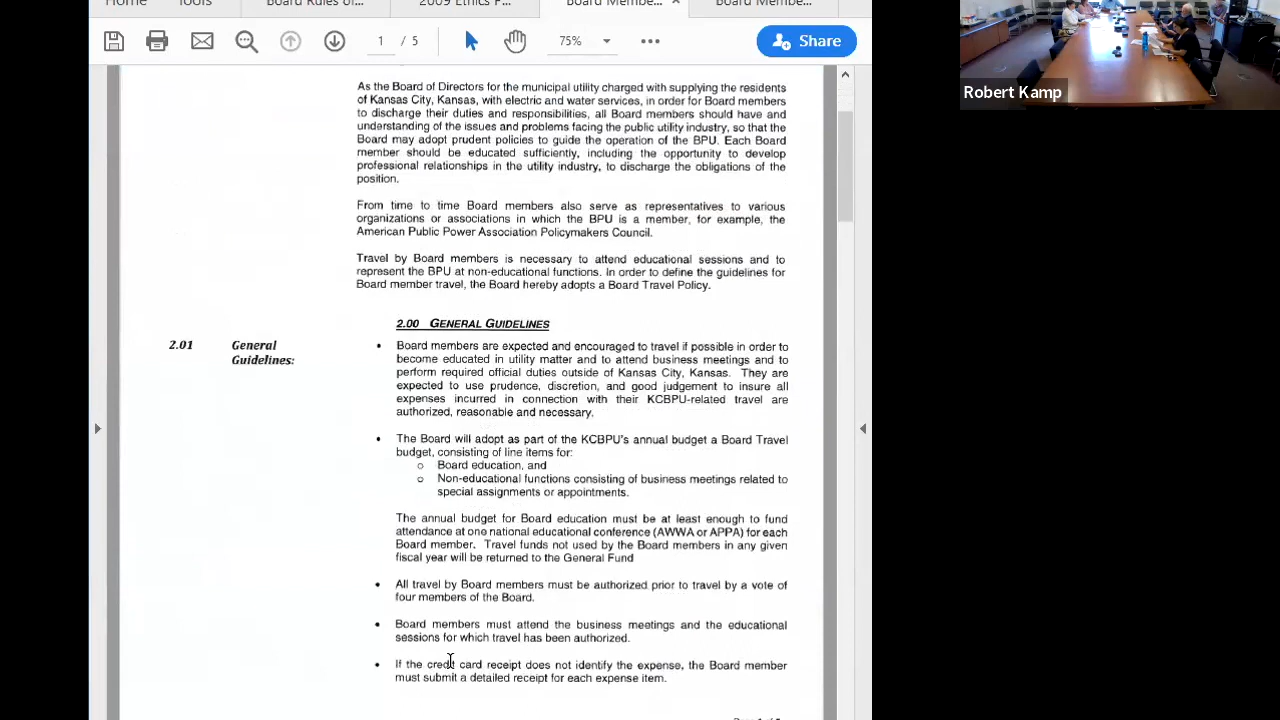 Home Tools Board Rules of... 2009 Ethics P... Board Membe... × Board Membe...
1 / 5 75% Share
Robert Kamp
As the Board of Directors for the municipal utility charged with supplying the residents
of Kansas City, Kansas, with electric and water services, in order for Board members
to discharge their duties and responsibilities, all Board members should have and
understanding of the issues and problems facing the public utility industry, so that the
Board may adopt prudent policies to guide the operation of the BPU. Each Board
member should be educated sufficiently, including the opportunity to develop
professional relationships in the utility industry, to discharge the obligations of the
position.
From time to time Board members also serve as representatives to various
organizations or associations in which the BPU is a member, for example, the
American Public Power Association Policymakers Council.
Travel by Board members is necessary to attend educational sessions and to
represent the BPU at non-educational functions. In order to define the guidelines for
Board member travel, the Board hereby adopts a Board Travel Policy.
2.00 GENERAL GUIDELINES
2.01 General
Guidelines:
• Board members are expected and encouraged to travel if possible in order to
become educated in utility matter and to attend business meetings and to
perform required official duties outside of Kansas City, Kansas. They are
expected to use prudence, discretion, and good judgement to insure all
expenses incurred in connection with their KCBPU-related travel are
authorized, reasonable and necessary.
• The Board will adopt as part of the KCBPU's annual budget a Board Travel
budget, consisting of line items for:
o Board education, and
o Non-educational functions consisting of business meetings related to
special assignments or appointments.
The annual budget for Board education must be at least enough to fund
attendance at one national educational conference (AWWA or APPA) for each
Board member. Travel funds not used by the Board members in any given
fiscal year will be returned to the General Fund
• All travel by Board members must be authorized prior to travel by a vote of
four members of the Board.
• Board members must attend the business meetings and the educational
sessions for which travel has been authorized.
• If the credit card receipt does not identify the expense, the Board member
must submit a detailed receipt for each expense item.